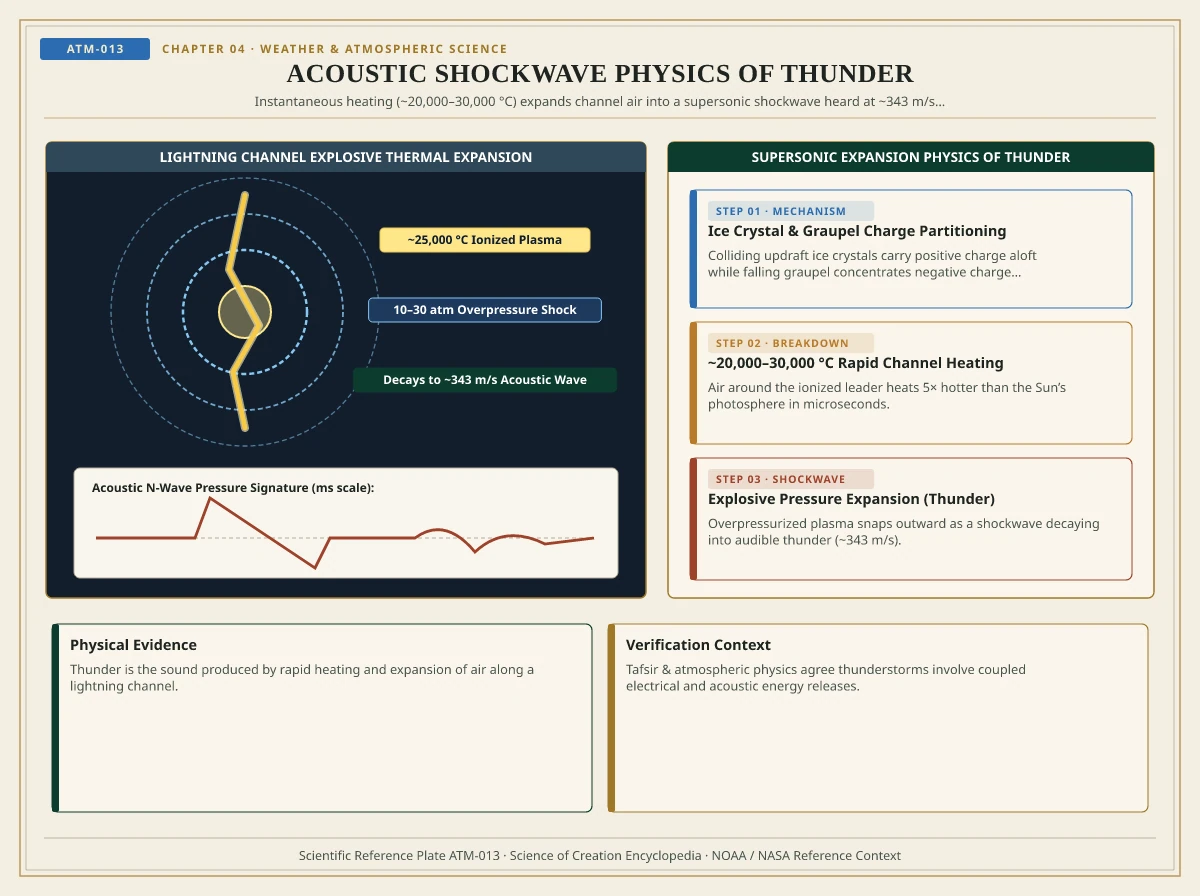 ATM-013
CHAPTER 04 · WEATHER & ATMOSPHERIC SCIENCE
ACOUSTIC SHOCKWAVE PHYSICS OF THUNDER
Instantaneous heating (~20,000–30,000 °C) expands channel air into a supersonic shockwave heard at ~343 m/s...
LIGHTNING CHANNEL EXPLOSIVE THERMAL EXPANSION
~25,000 °C Ionized Plasma
10–30 atm Overpressure Shock
Decays to ~343 m/s Acoustic Wave
Acoustic N-Wave Pressure Signature (ms scale):
SUPERSONIC EXPANSION PHYSICS OF THUNDER
STEP 01 · MECHANISM
Ice Crystal & Graupel Charge Partitioning
Colliding updraft ice crystals carry positive charge aloft
while falling graupel concentrates negative charge...
STEP 02 · BREAKDOWN
~20,000–30,000 °C Rapid Channel Heating
Air around the ionized leader heats 5× hotter than the Sun’s
photosphere in microseconds.
STEP 03 · SHOCKWAVE
Explosive Pressure Expansion (Thunder)
Overpressurized plasma snaps outward as a shockwave decaying
into audible thunder (~343 m/s).
Physical Evidence
Thunder is the sound produced by rapid heating and expansion of air along a
lightning channel.
Verification Context
Tafsir & atmospheric physics agree thunderstorms involve coupled
electrical and acoustic energy releases.
Scientific Reference Plate ATM-013 · Science of Creation Encyclopedia · NOAA / NASA Reference Context